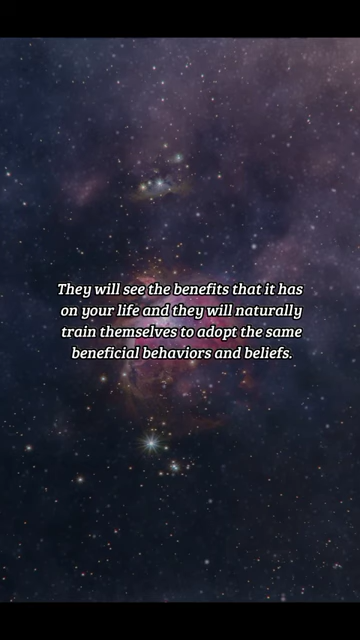 They will see the benefits that it has
on your life and they will naturally
train themselves to adopt the same
beneficial behaviors and beliefs.